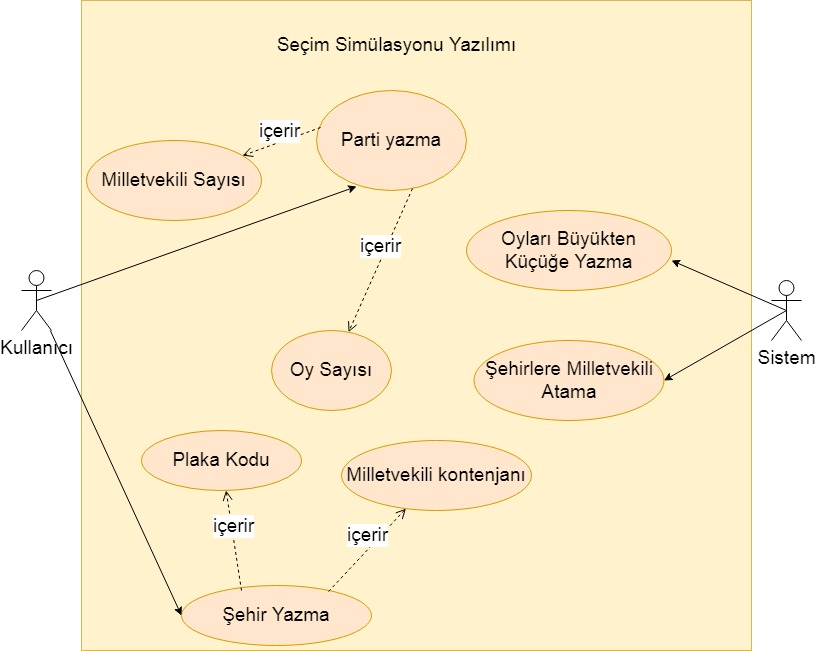 Seçim Simülasyonu Yazılımı
içerir
Parti yazma
Milletvekili Sayısı
içerir
Oyları Büyükten
Küçüğe Yazma
Kullanıcı
Sistem
Oy Sayısı
Şehirlere Milletvekili
Atama
Plaka Kodu
Milletvekili kontenjanı
içerir
içerir
Şehir Yazma